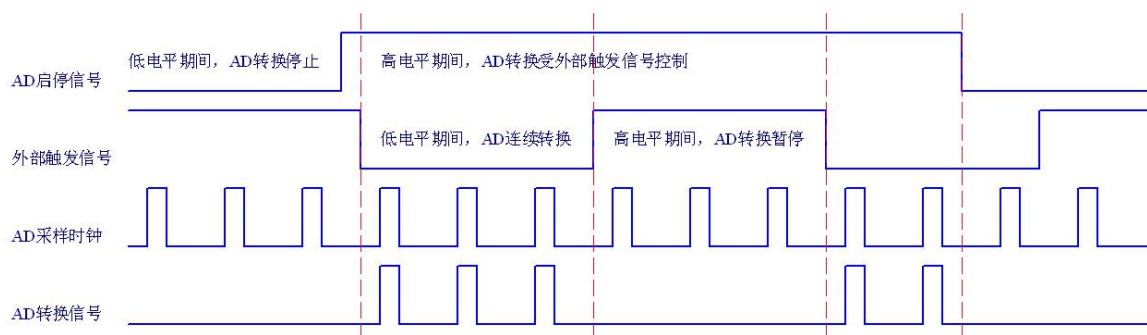 低电平期间，AD转换停止
高电平期间，AD转换受外部触发信号控制
AD启停信号
低电平期间，AD连续转换
高电平期间，AD转换暂停
外部触发信号
AD采样时钟
AD转换信号